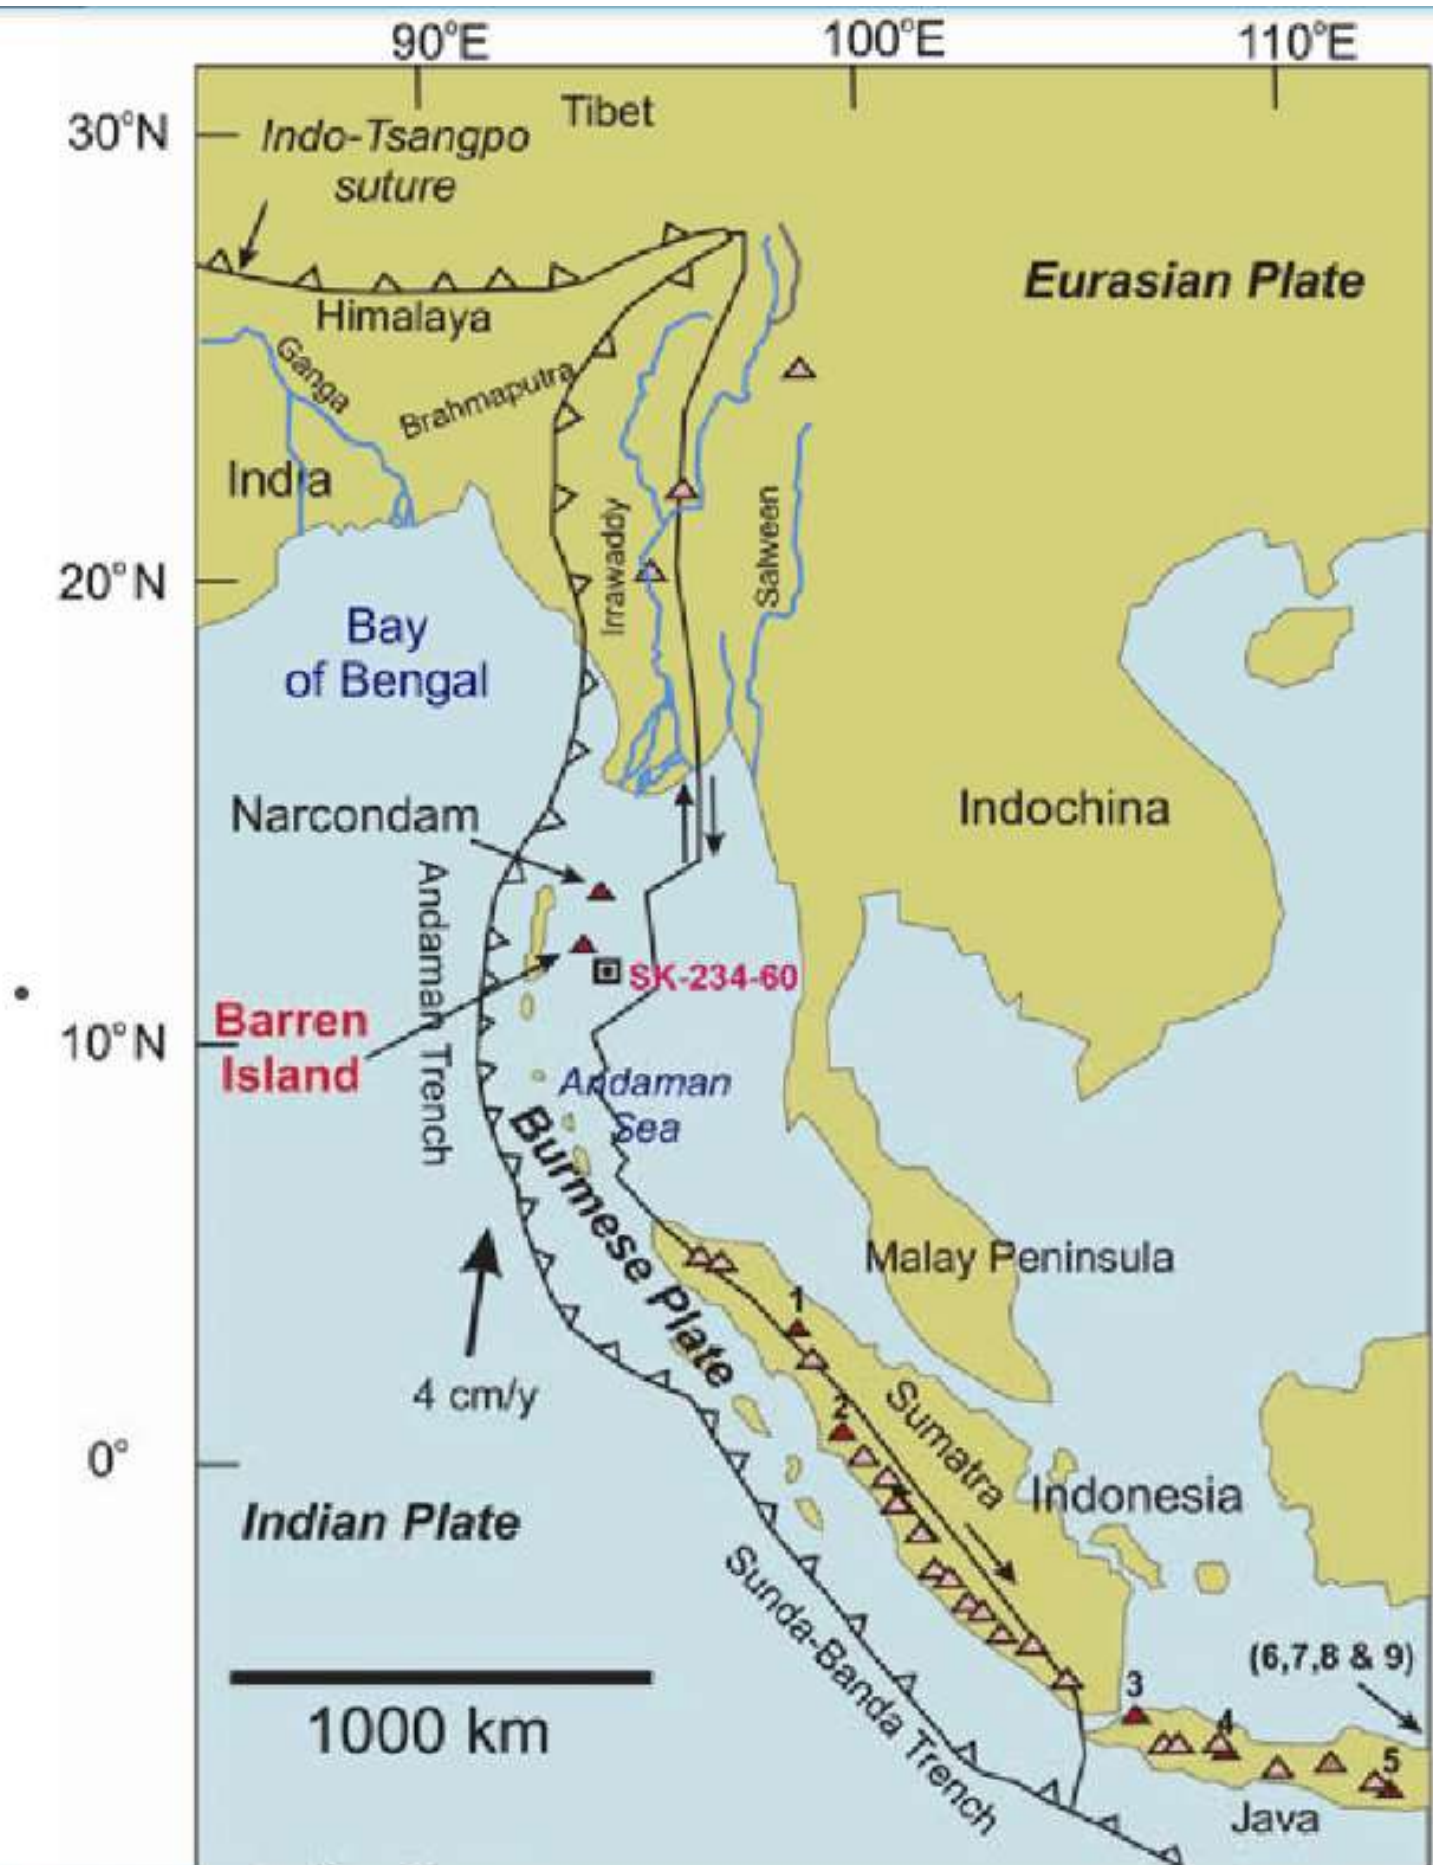 90°E
100°E
110°E
30°N
20°N
10°N
0°
Tibet
Indo-Tsangpo
suture
Eurasian Plate
Himalaya
Ganga
Brahmaputra
India
Irrawaddy
Salween
Bay
of Bengal
Narcondam
Indochina
Andaman Trench
SK-234-60
Barren
Island
Andaman
Sea
Burmese Plate
Malay Peninsula
4 cm/y
1
2
Sumatra
Indonesia
Indian Plate
Sunda-Banda Trench
(6,7,8 & 9)
3
4
5
1000 km
Java